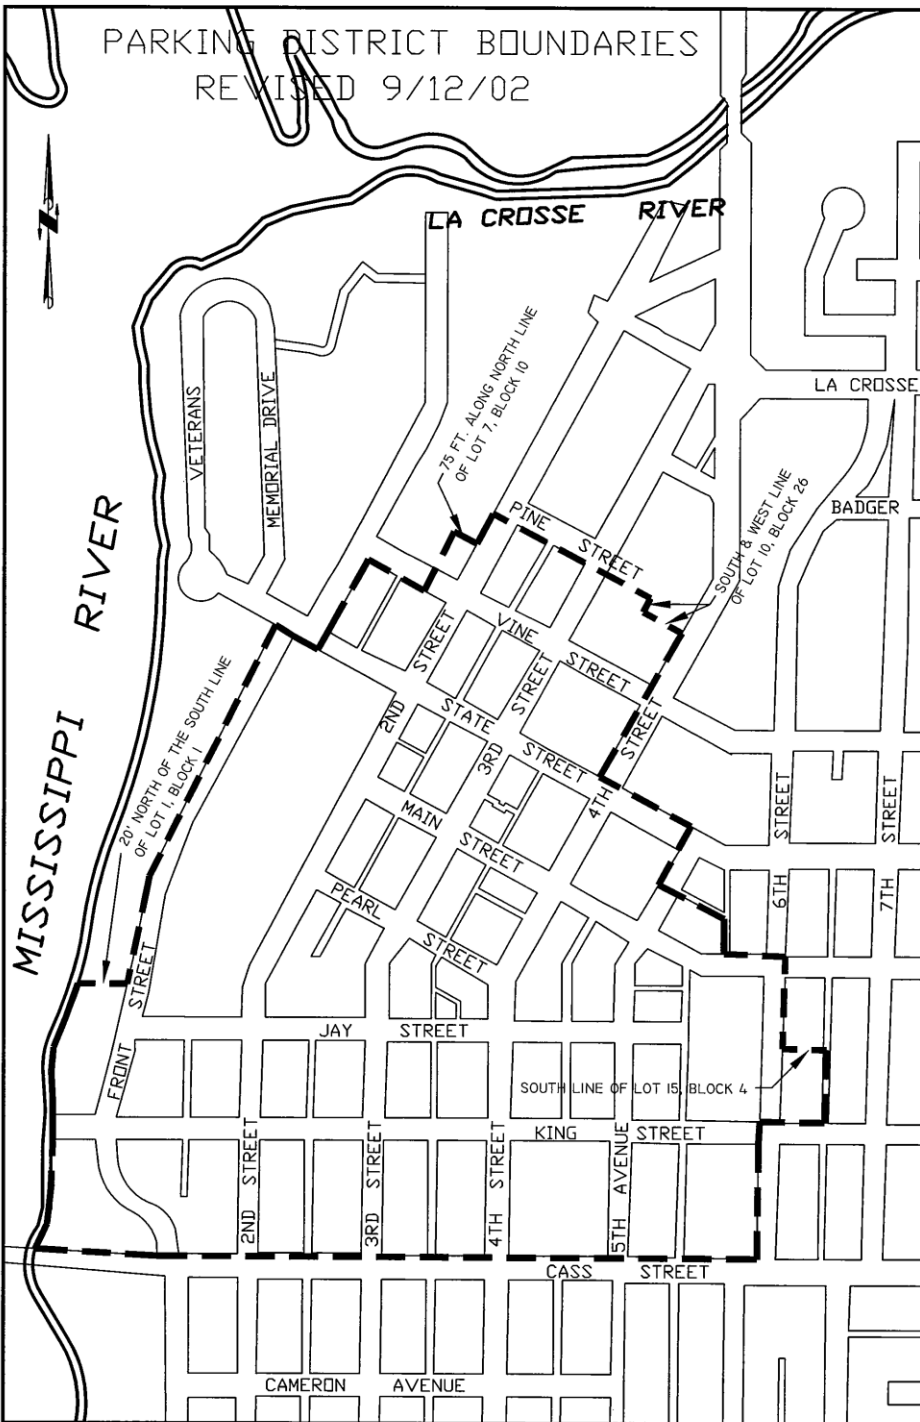 PARKING DISTRICT BOUNDARIES
REVISED 9/12/02
N
LA CROSSE RIVER
LA CROSSE
VETERANS
MEMORIAL DRIVE
75 FT. ALONG NORTH LINE
OF LOT 7, BLOCK 10
SOUTH & WEST LINE
OF LOT 10, BLOCK 26
BADGER
PINE STREET
MISSISSIPPI RIVER
VINE STREET
STATE STREET
2ND STREET
3RD STREET
4TH STREET
20' NORTH OF THE SOUTH LINE
OF LOT 1, BLOCK 1
MAIN STREET
PEARL STREET
6TH STREET
7TH STREET
FRONT STREET
JAY STREET
SOUTH LINE OF LOT 15, BLOCK 4
KING STREET
2ND STREET
3RD STREET
4TH STREET
5TH AVENUE
CASS STREET
CAMERON AVENUE